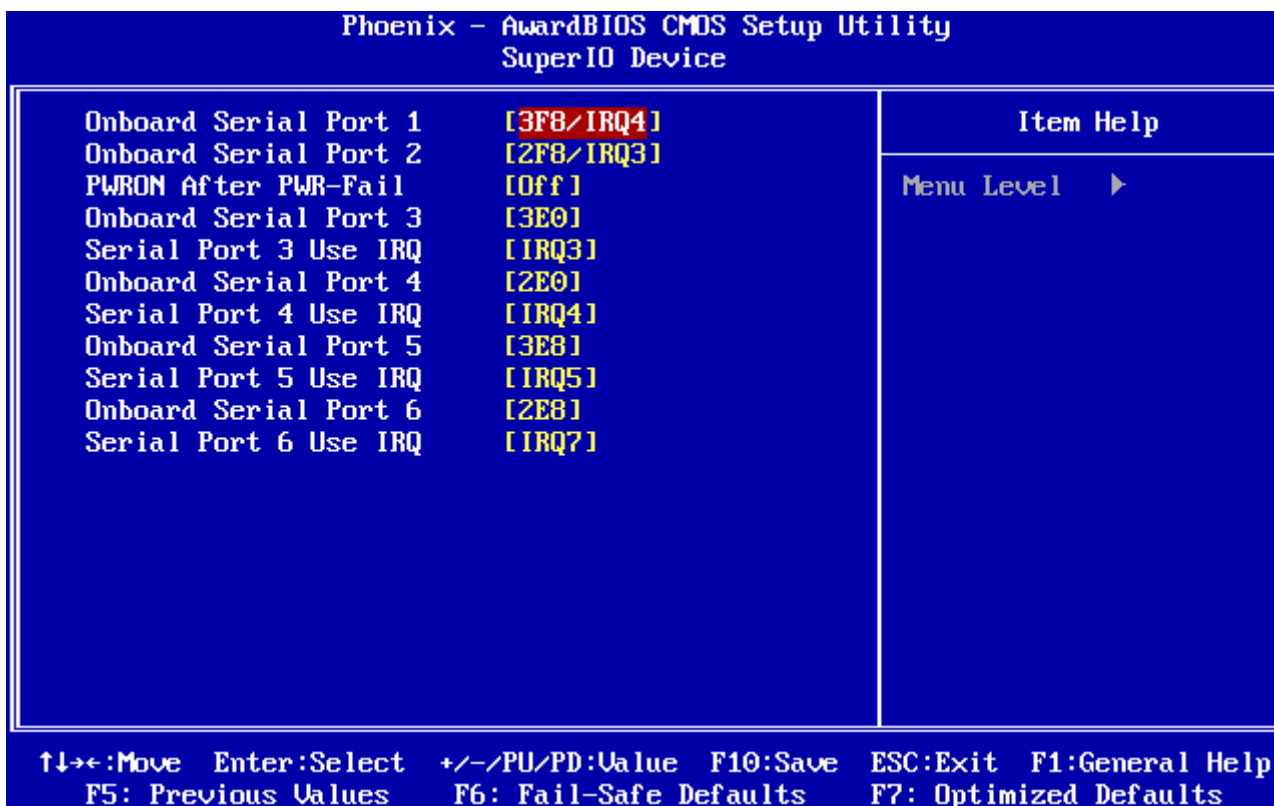 Phoenix - AwardBIOS CMOS Setup Utility
SuperIO Device
Onboard Serial Port 1 [3F8/IRQ4]
Onboard Serial Port 2 [2F8/IRQ3]
PWRON After PWR-Fail [Off]
Onboard Serial Port 3 [3E0]
Serial Port 3 Use IRQ [IRQ3]
Onboard Serial Port 4 [2E0]
Serial Port 4 Use IRQ [IRQ4]
Onboard Serial Port 5 [3E8]
Serial Port 5 Use IRQ [IRQ5]
Onboard Serial Port 6 [2E8]
Serial Port 6 Use IRQ [IRQ7]
Item Help
Menu Level ▶
↑↓→←:Move Enter:Select +/-/PU/PD:Value F10:Save ESC:Exit F1:General Help
F5: Previous Values F6: Fail-Safe Defaults F7: Optimized Defaults